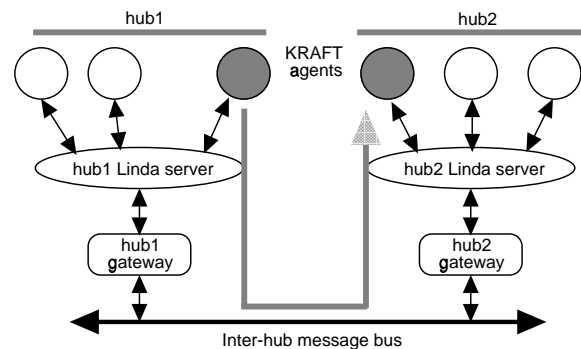 hub1
hub2
KRAFT
agents
hub1 Linda server
hub2 Linda server
hub1
gateway
hub2
gateway
Inter-hub message bus